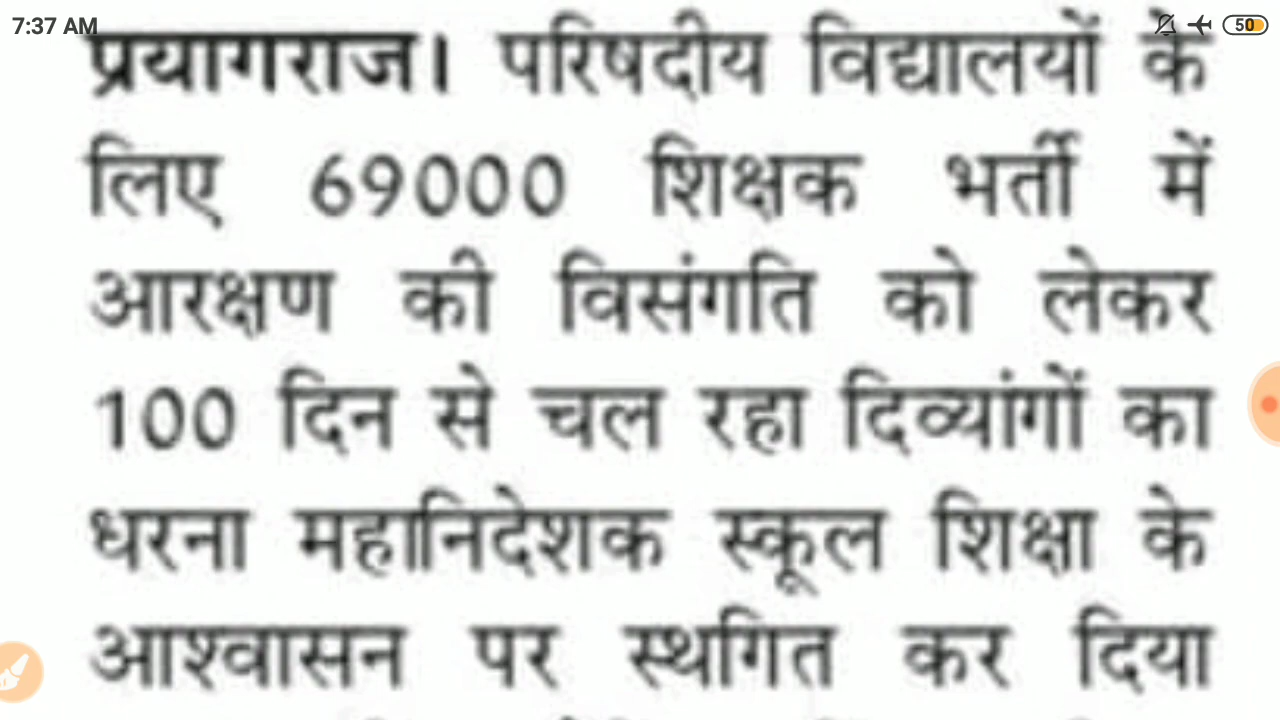 7:37 AM 50
प्रयागराज। परिषदीय विद्यालयों के
लिए 69000 शिक्षक भर्ती में
आरक्षण की विसंगति को लेकर
100 दिन से चल रहा दिव्यांगों का
धरना महानिदेशक स्कूल शिक्षा के
आश्वासन पर स्थगित कर दिया